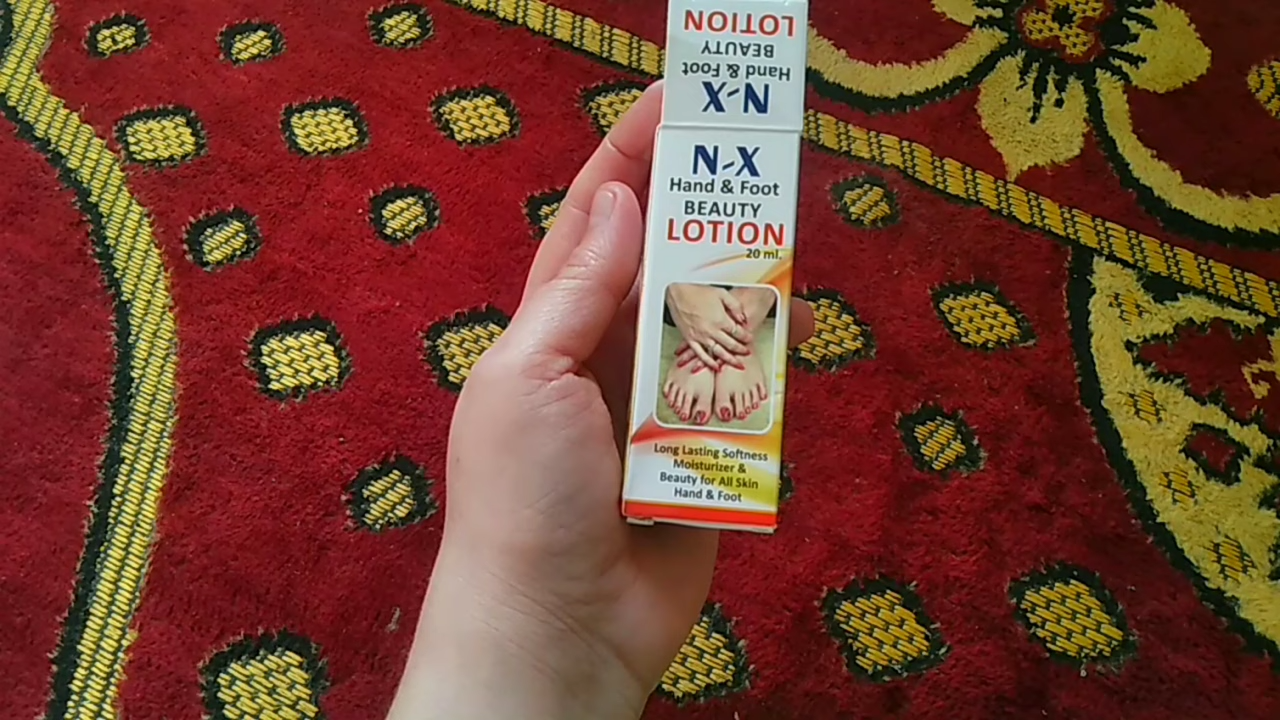 LOTION
BEAUTY
Hand & Foot
N-X
N-X
Hand & Foot
BEAUTY
LOTION
20 ml.
Long Lasting Softness
Moisturizer &
Beauty for All Skin
Hand & Foot